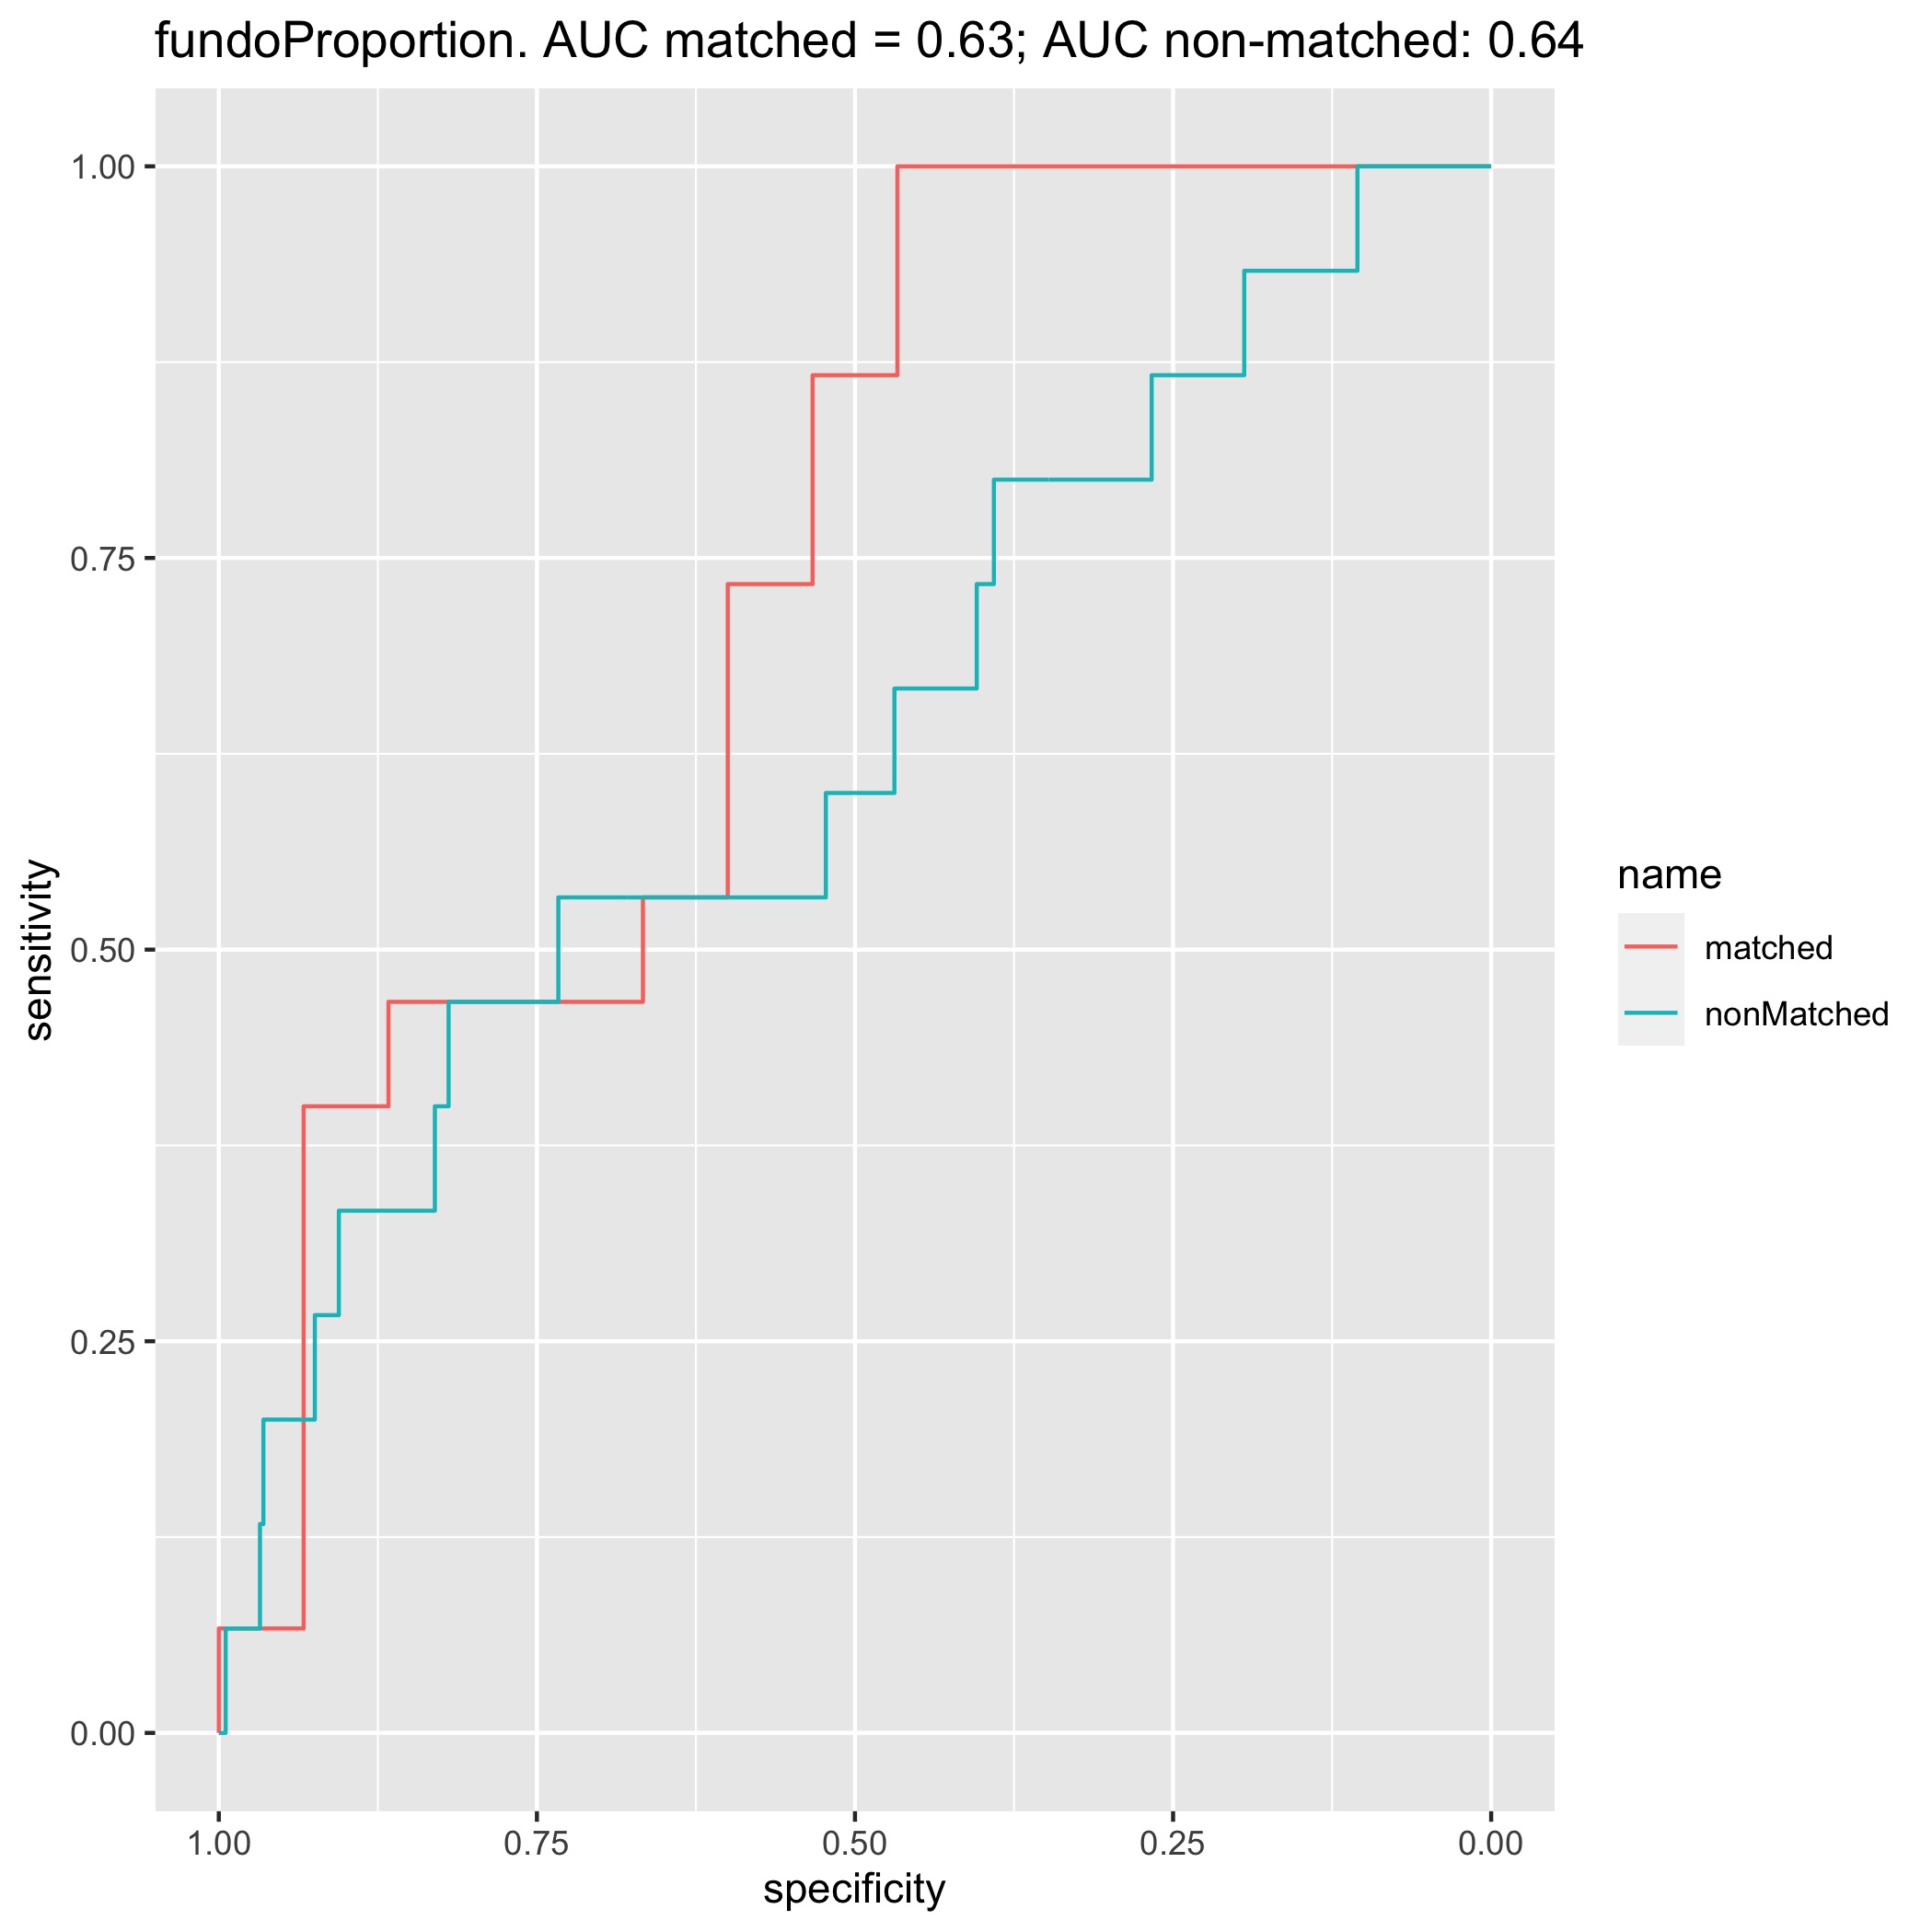 fundoProportion. AUC matched = 0.63; AUC non-matched: 0.64
1.00
0.75
0.50
0.25
0.00
sensitivity
1.00
0.75
0.50
0.25
0.00
specificity
name
matched
nonMatched